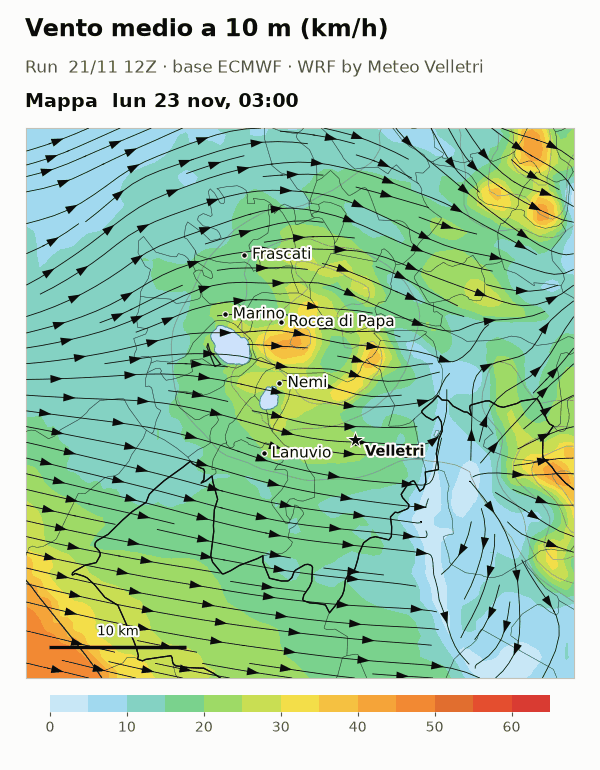 Vento medio a 10 m (km/h)
Run  21/11 12Z · base ECMWF · WRF by Meteo Velletri
Mappa  lun 23 nov, 03:00
Frascati
Marino
Rocca di Papa
Nemi
Velletri
Lanuvio
10 km
0 10 20 30 40 50 60